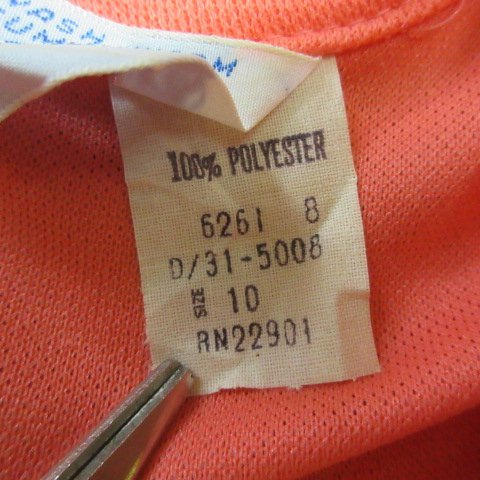 100% POLYESTER
6261 8
D/31-5008
SIZE 10
RN22901